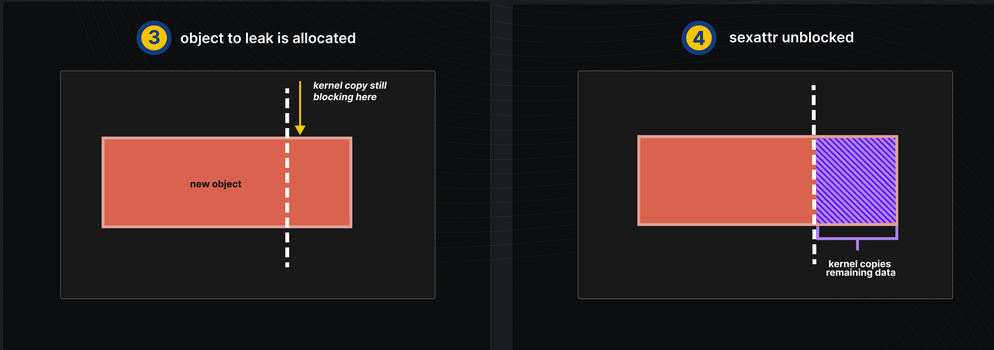 3 object to leak is allocated
kernel copy still
blocking here
new object
4 sexattr unblocked
kernel copies
remaining data